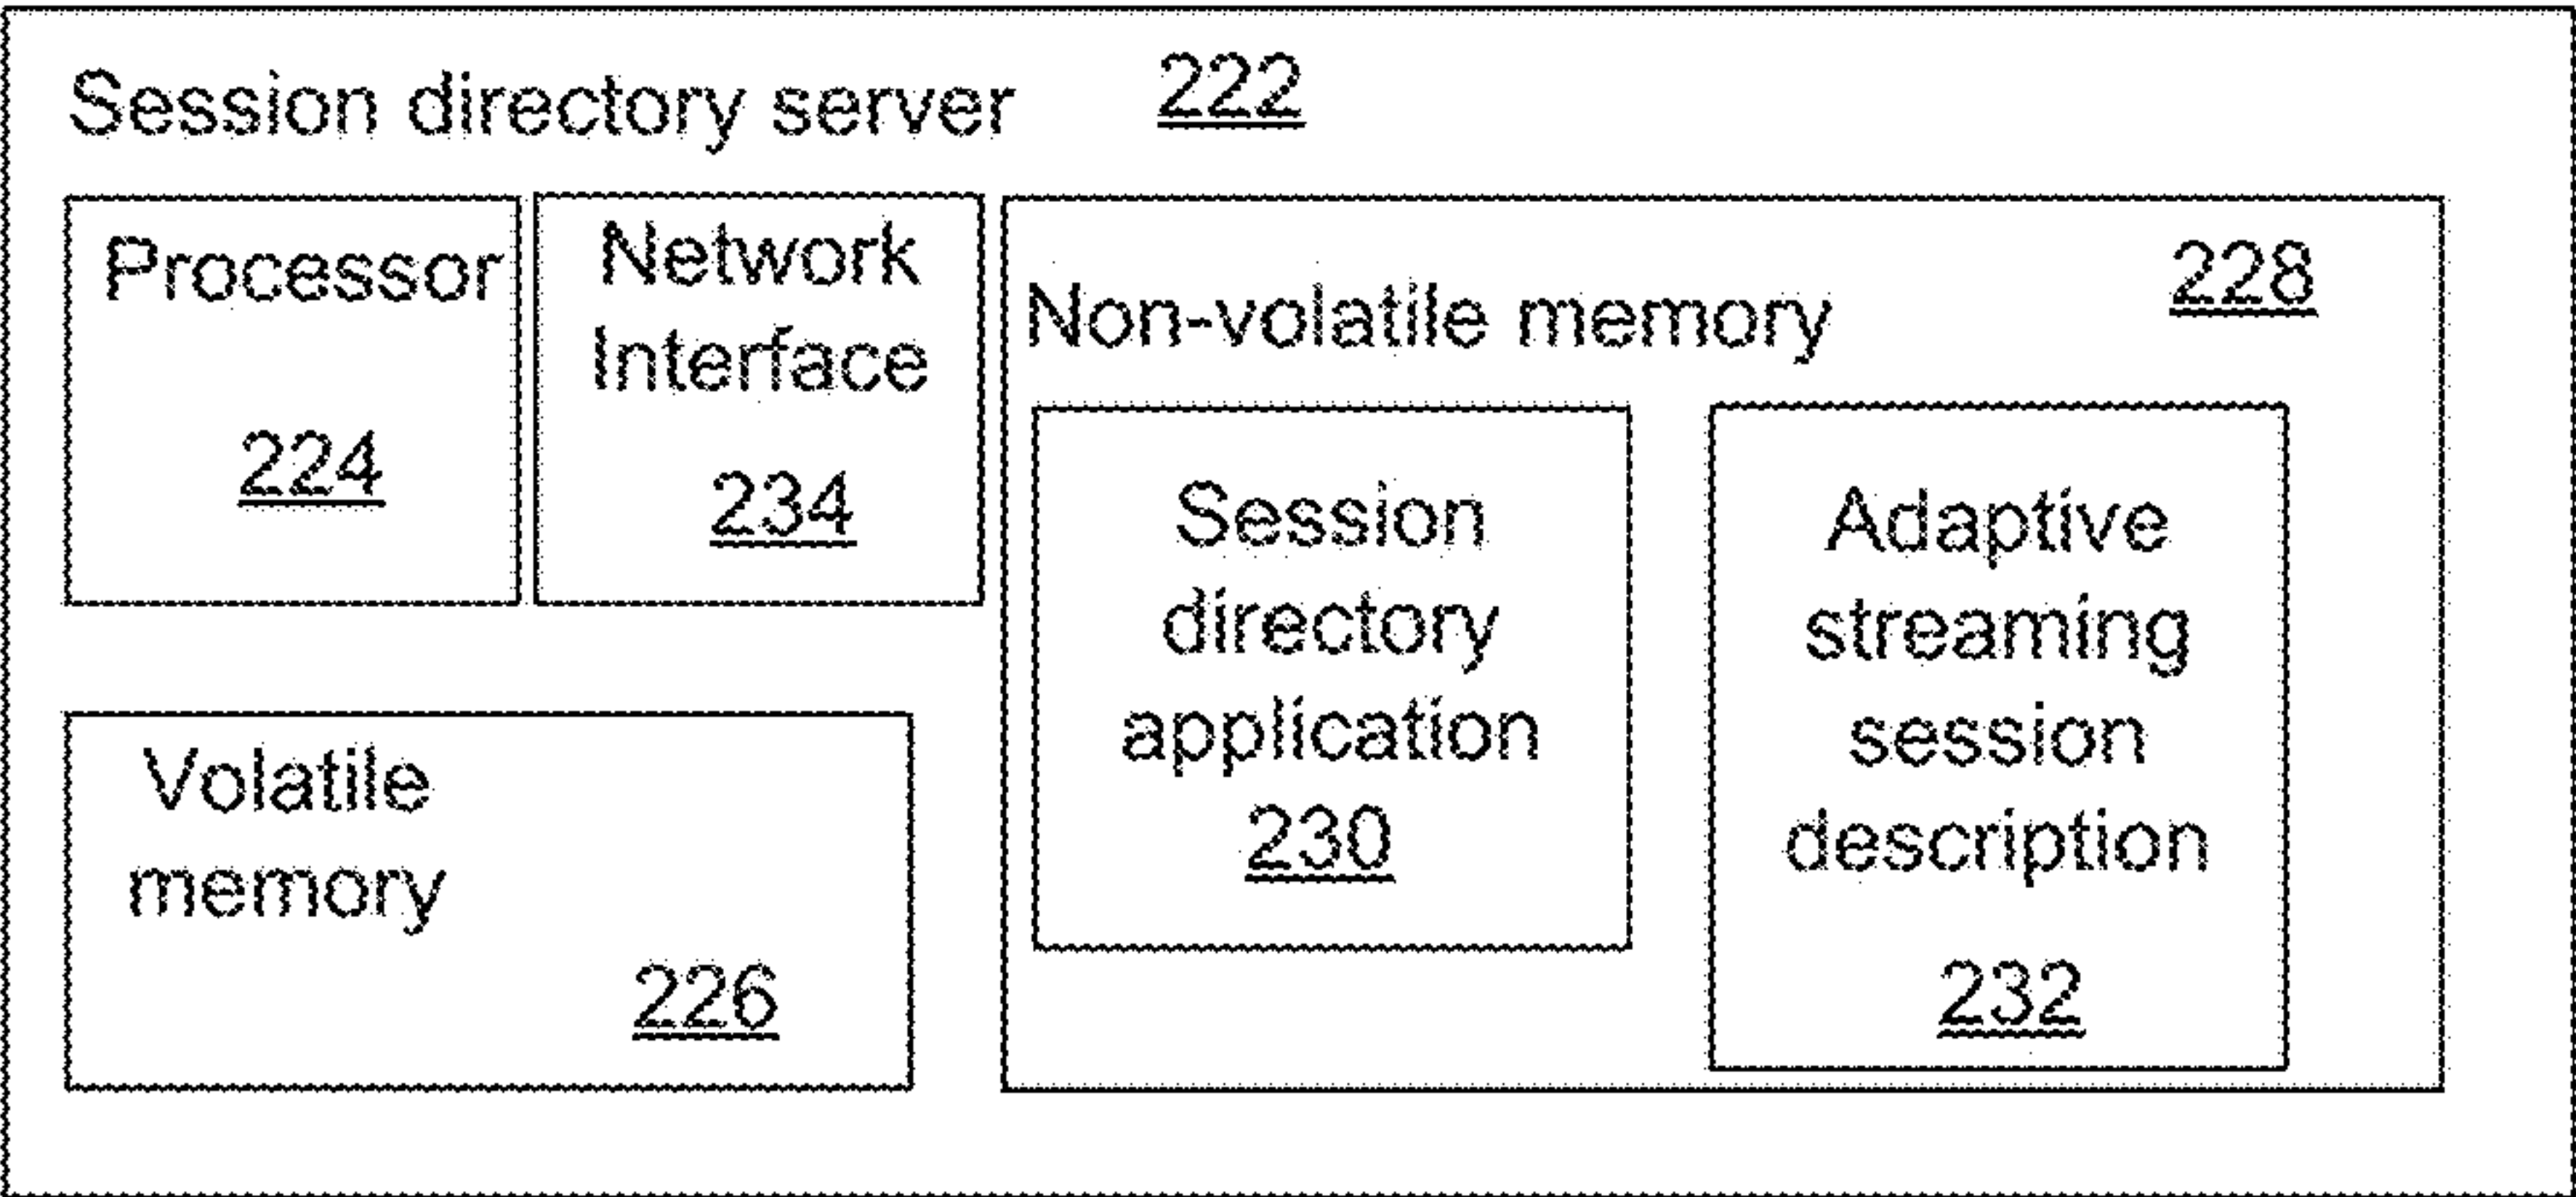 Session directory server 222
Processor
224
Network
Interface
234
Non-volatile memory 228
Session
directory
application
230
Adaptive
streaming
session
description
232
Volatile
memory
226